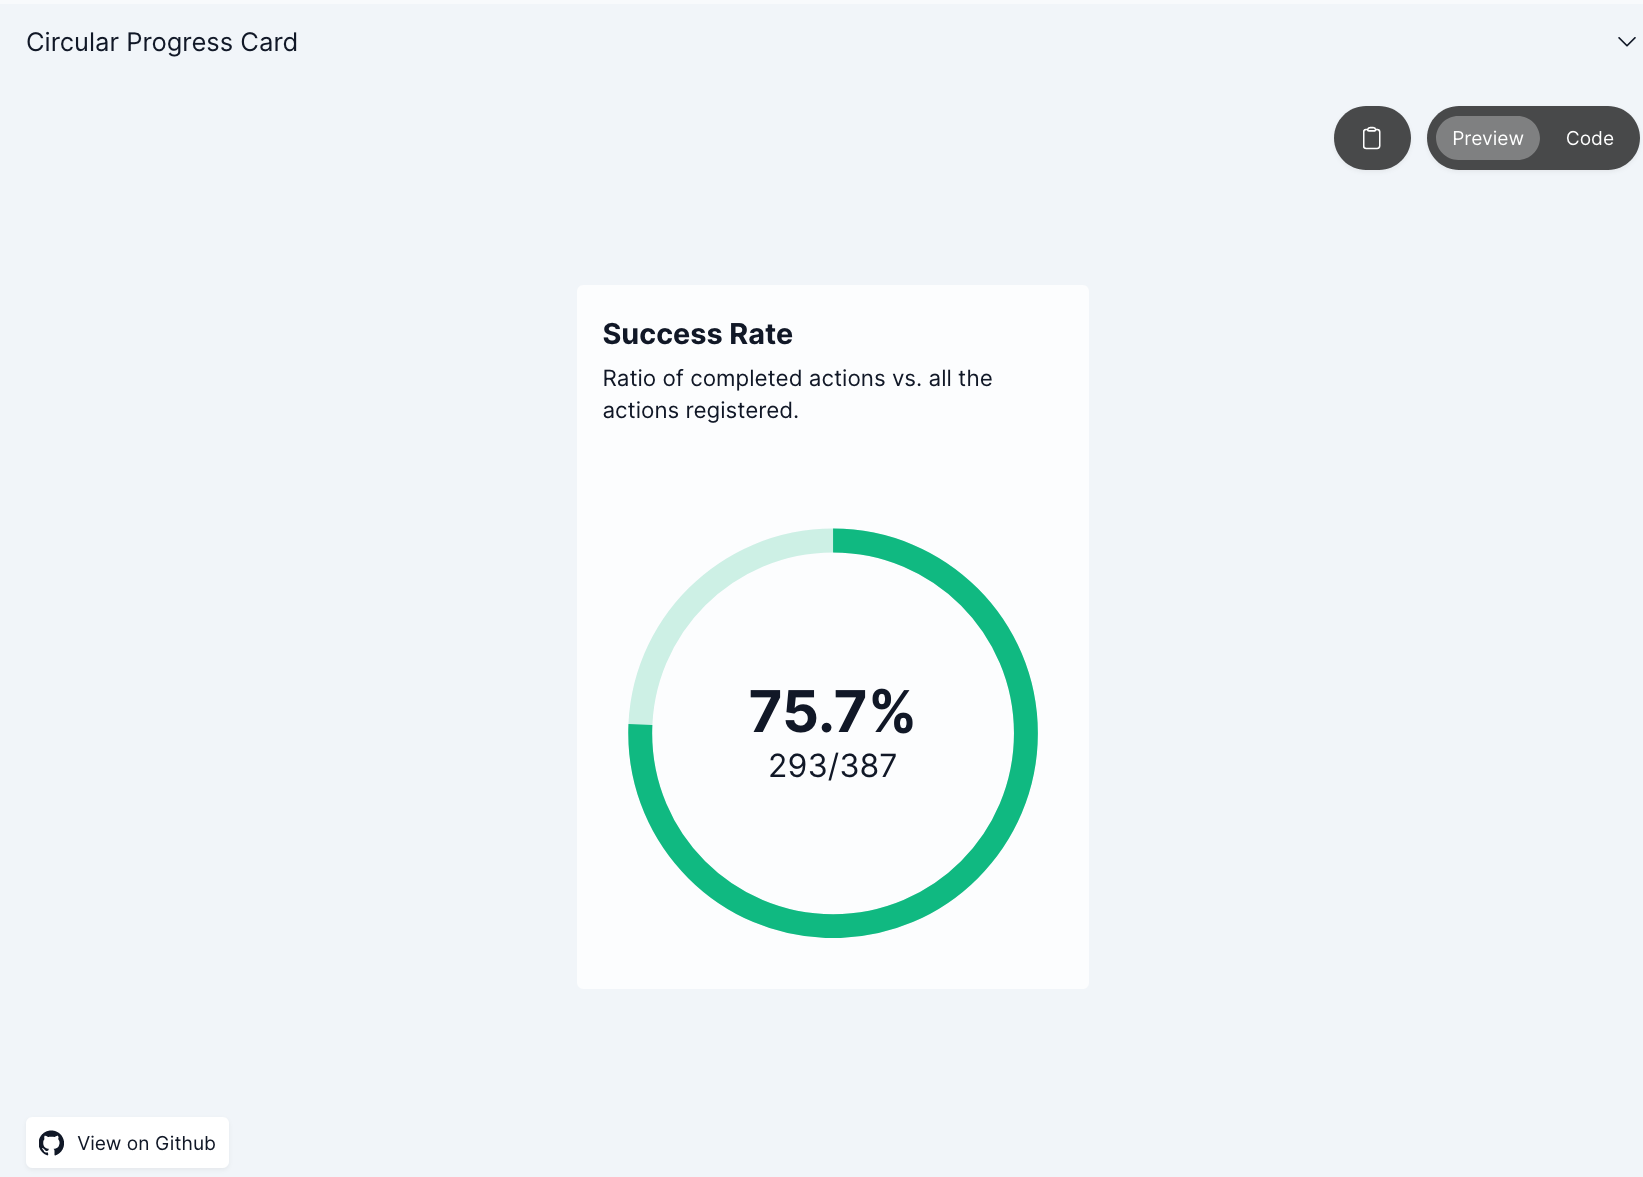 Circular Progress Card
Preview
Code
Success Rate
Ratio of completed actions vs. all the
actions registered.
75.7%
293/387
View on Github